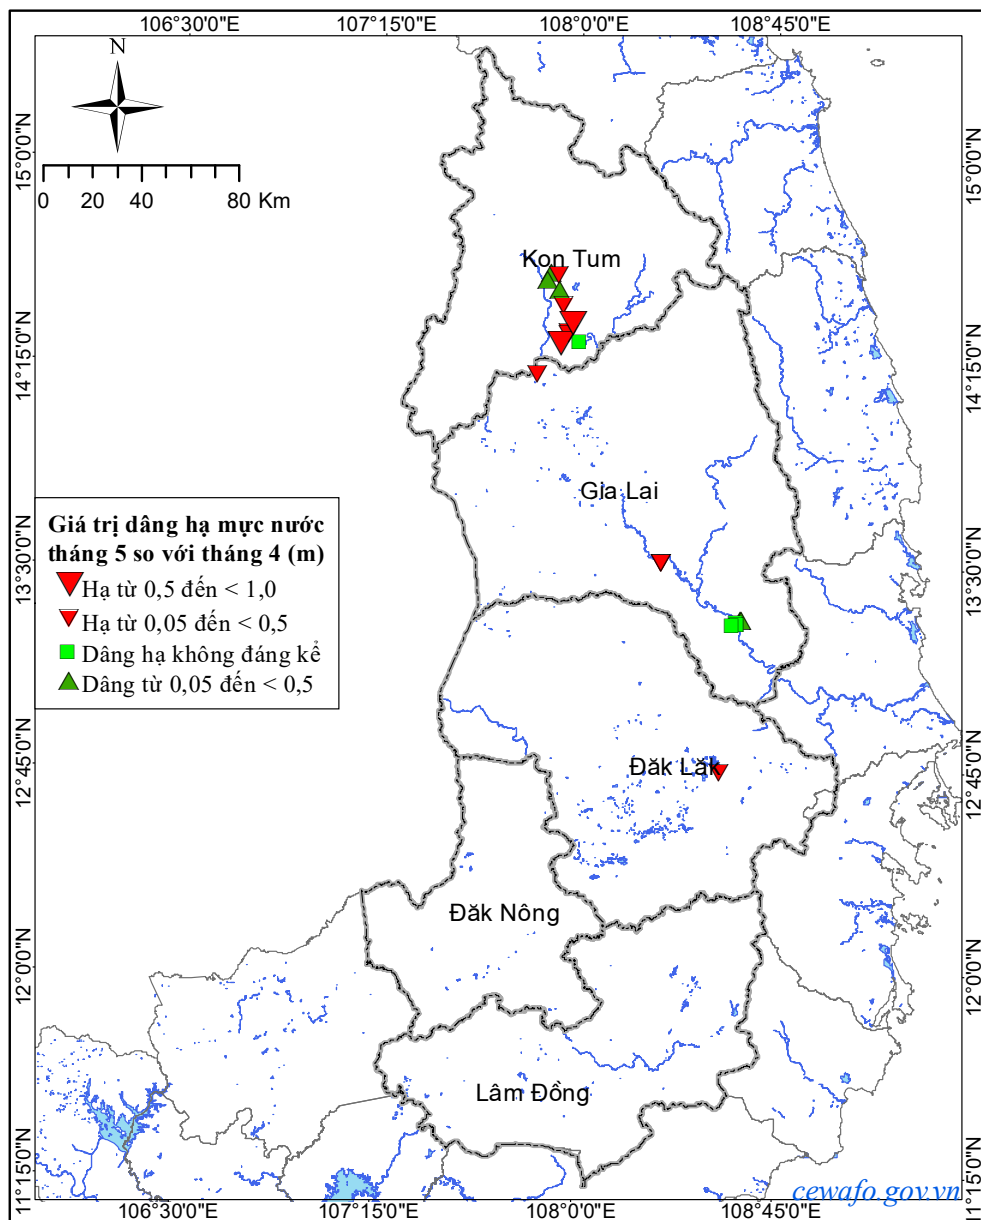 106°30'0"E 107°15'0"E 108°0'0"E 108°45'0"E
N
15°0'0"N 15°0'0"N
0 20 40 80 Km
Kon Tum
14°15'0"N 14°15'0"N
Gia Lai
Giá trị dâng hạ mực nước
tháng 5 so với tháng 4 (m)
Hạ từ 0,5 đến < 1,0
Hạ từ 0,05 đến < 0,5
Dâng hạ không đáng kể
Dâng từ 0,05 đến < 0,5
13°30'0"N 13°30'0"N
Đăk Lăk
12°45'0"N 12°45'0"N
Đăk Nông
12°0'0"N 12°0'0"N
Lâm Đồng
11°15'0"N 11°15'0"N
cewafo.gov.vn
106°30'0"E 107°15'0"E 108°0'0"E 108°45'0"E